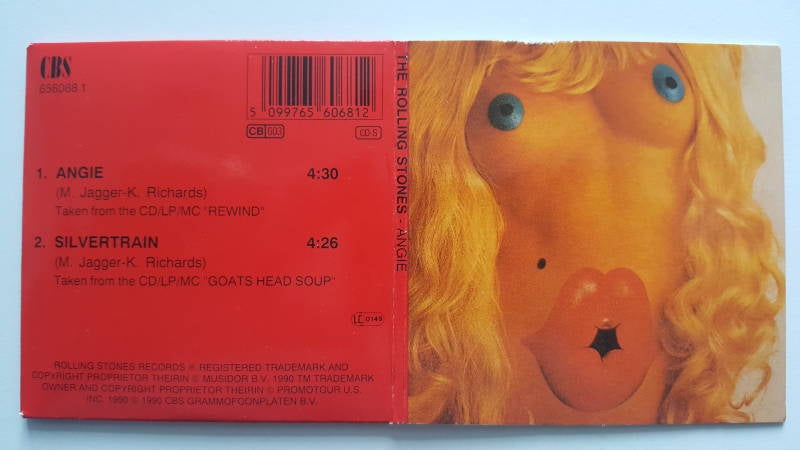 CBS
656068 1
5 099765 606812
CB 603
CD-S
1. ANGIE 4:30
(M. Jagger-K. Richards)
Taken from the CD/LP/MC "REWIND"
2. SILVERTRAIN 4:26
(M. Jagger-K. Richards)
Taken from the CD/LP/MC "GOATS HEAD SOUP"
LC 0149
ROLLING STONES RECORDS ® REGISTERED TRADEMARK AND
COPYRIGHT PROPRIETOR THEIRIN © MUSIDOR B.V. 1990 TM TRADEMARK
OWNER AND COPYRIGHT PROPRIETOR THEIRIN © PROMOTOUR U.S.
INC. 1990 ℗ 1990 CBS GRAMMOFOONPLATEN B.V.
THE ROLLING STONES - ANGIE